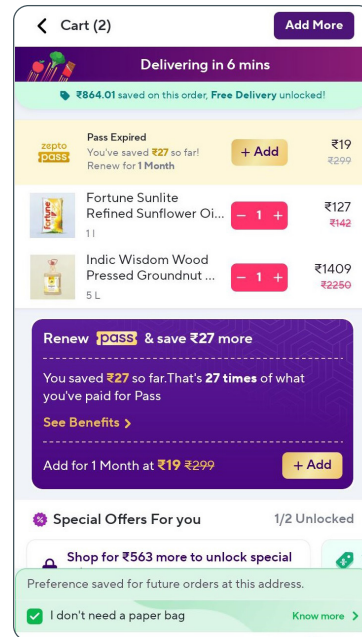 Cart (2)
Add More
Delivering in 6 mins
₹864.01 saved on this order, Free Delivery unlocked!
zepto
pass
Pass Expired
You've saved ₹27 so far!
Renew for 1 Month
+ Add
₹19
₹299
Fortune Sunlite
Refined Sunflower Oi...
1 l
− 1 +
₹127
₹142
Indic Wisdom Wood
Pressed Groundnut ...
5 L
− 1 +
₹1409
₹2250
Renew pass & save ₹27 more
You saved ₹27 so far.That's 27 times of what
you've paid for Pass
See Benefits >
Add for 1 Month at ₹19 ₹299
+ Add
Special Offers For you
1/2 Unlocked
Shop for ₹563 more to unlock special
Preference saved for future orders at this address.
I don't need a paper bag
Know more >